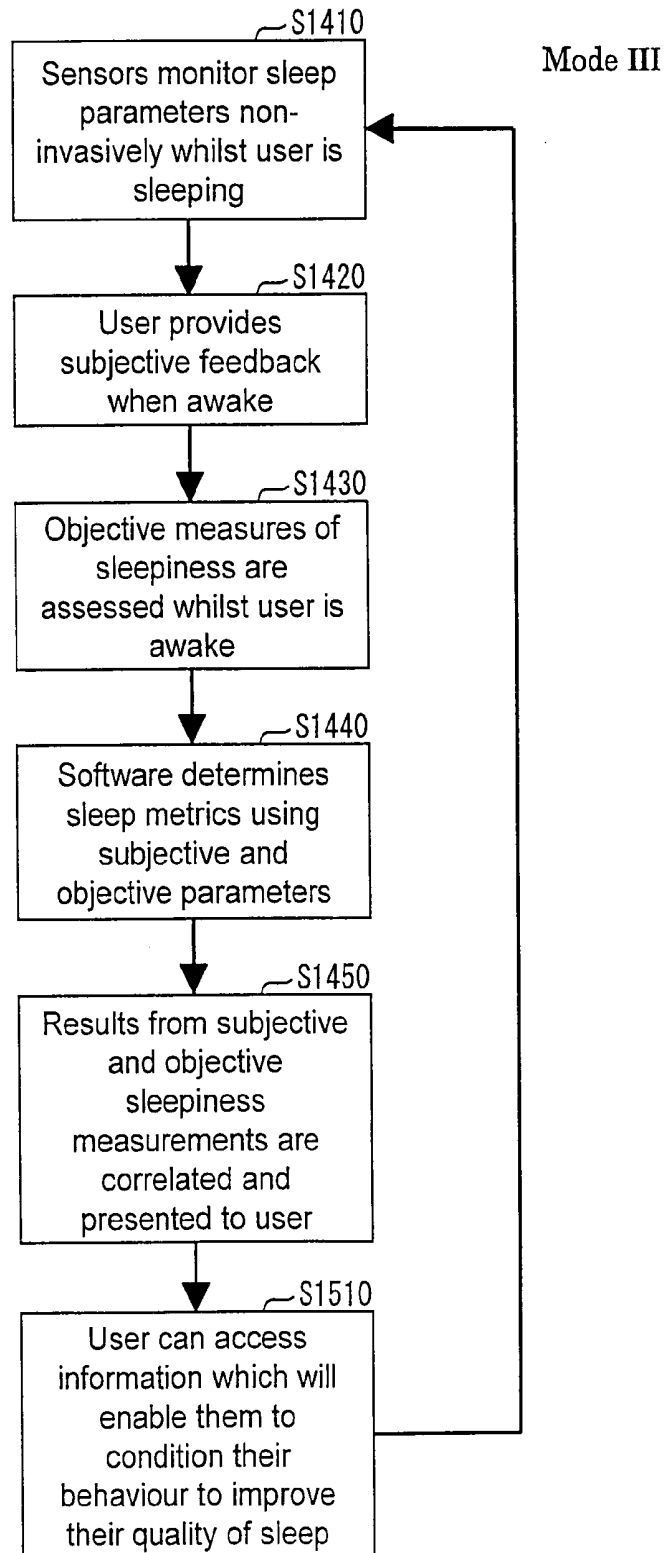 S1410
Mode III
Sensors monitor sleep
parameters non-
invasively whilst user is
sleeping
S1420
User provides
subjective feedback
when awake
S1430
Objective measures of
sleepiness are
assessed whilst user is
awake
S1440
Software determines
sleep metrics using
subjective and
objective parameters
S1450
Results from subjective
and objective
sleepiness
measurements are
correlated and
presented to user
S1510
User can access
information which will
enable them to
condition their
behaviour to improve
their quality of sleep